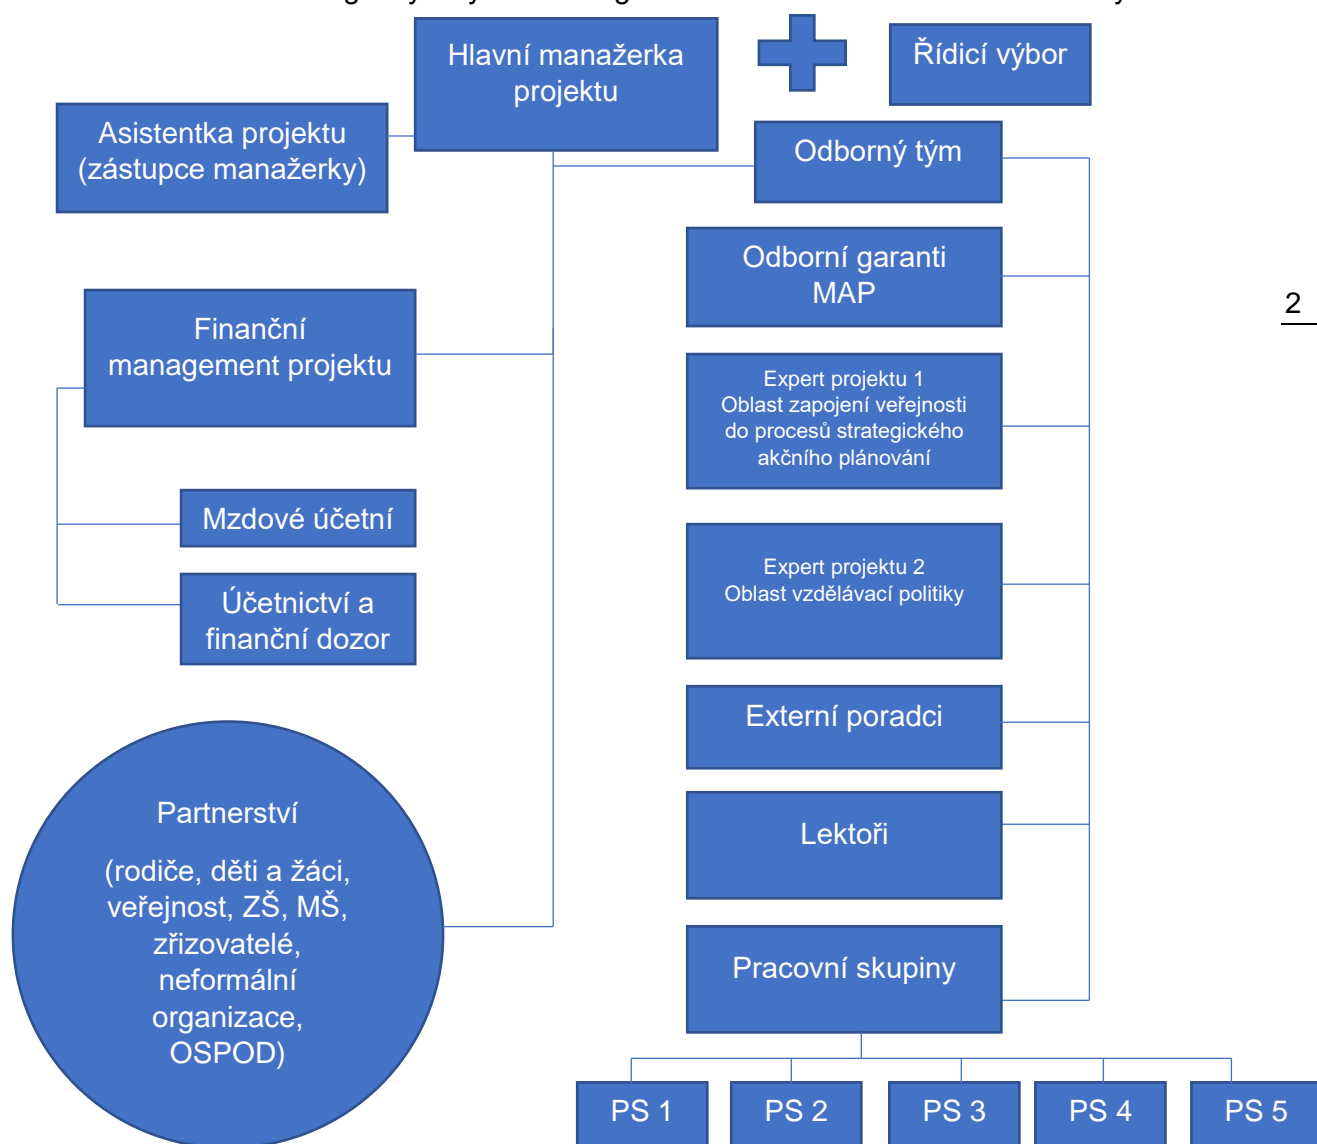 Hlavní manažerka
projektu
Řídicí výbor
Asistentka projektu
(zástupce manažerky)
Odborný tým
Odborní garanti
MAP
2
Finanční
management projektu
Expert projektu 1
Oblast zapojení veřejnosti
do procesů strategického
akčního plánování
Mzdové účetní
Účetnictví a
finanční dozor
Expert projektu 2
Oblast vzdělávací politiky
Externí poradci
Partnerství
(rodiče, děti a žáci,
veřejnost, ZŠ, MŠ,
zřizovatelé,
neformální
organizace,
OSPOD)
Lektoři
Pracovní skupiny
PS 1
PS 2
PS 3
PS 4
PS 5